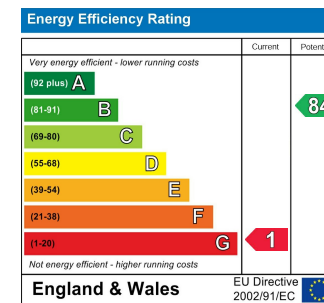 Energy Efficiency Rating
Current Potent
Very energy efficient - lower running costs
(92 plus) A
(81-91) B
84
(69-80) C
(55-68) D
(39-54) E
(21-38) F
(1-20) G
1
Not energy efficient - higher running costs
England & Wales
EU Directive
2002/91/EC